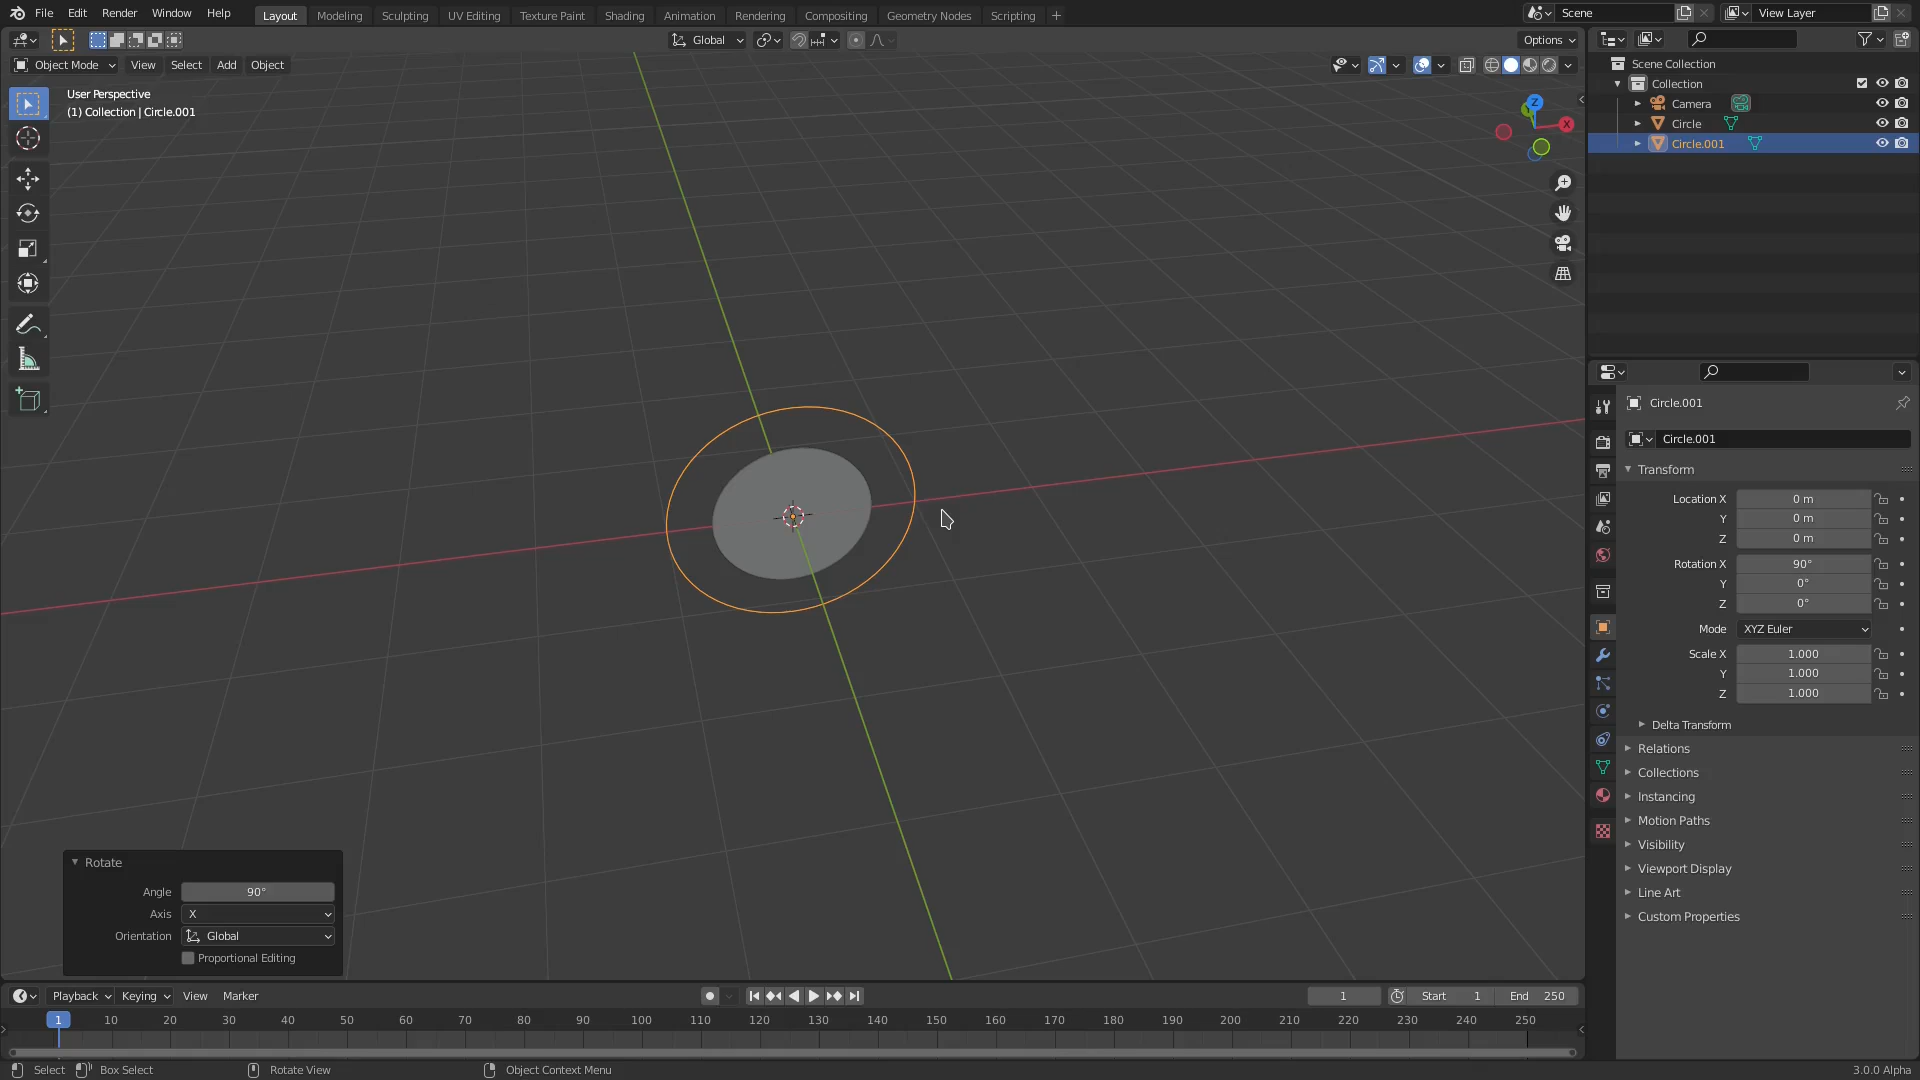 File Edit Render Window Help Layout Modeling Sculpting UV Editing Texture Paint Shading Animation Rendering Compositing Geometry Nodes Scripting + Scene View Layer
Global Options
Object Mode View Select Add Object
User Perspective
(1) Collection | Circle.001
Z
X
Scene Collection
Collection
Camera
Circle
Circle.001
Circle.001
Circle.001
Transform
Location X 0 m
Y 0 m
Z 0 m
Rotation X 90°
Y 0°
Z 0°
Mode XYZ Euler
Scale X 1.000
Y 1.000
Z 1.000
Delta Transform
Relations
Collections
Instancing
Motion Paths
Visibility
Viewport Display
Line Art
Custom Properties
Rotate
Angle 90°
Axis X
Orientation Global
Proportional Editing
Playback Keying View Marker 1 Start 1 End 250
1 10 20 30 40 50 60 70 80 90 100 110 120 130 140 150 160 170 180 190 200 210 220 230 240 250
Select Box Select Rotate View Object Context Menu 3.0.0 Alpha